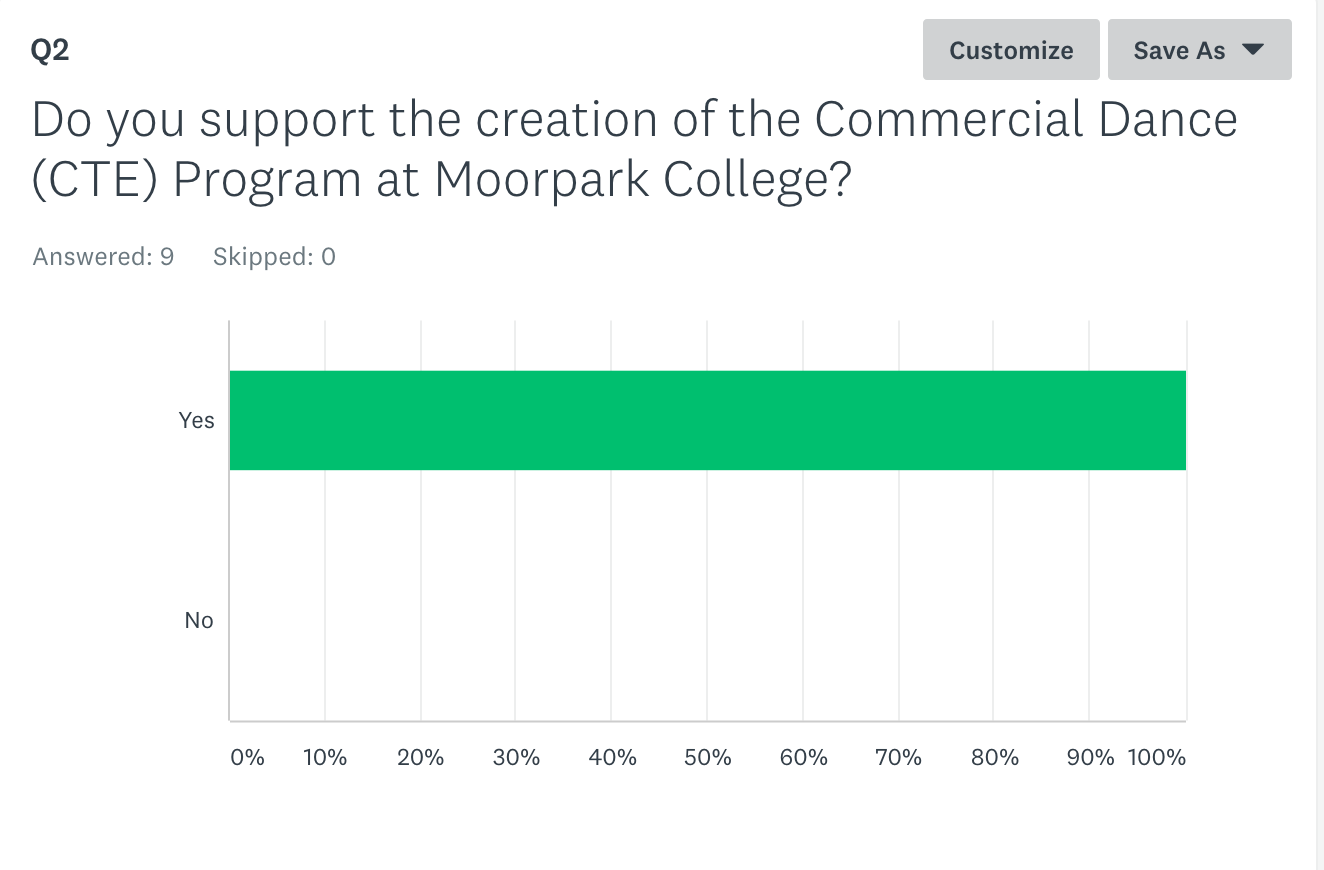 Q2
Customize
Save As
Do you support the creation of the Commercial Dance
(CTE) Program at Moorpark College?
Answered: 9 Skipped: 0
Yes
No
0% 10% 20% 30% 40% 50% 60% 70% 80% 90% 100%